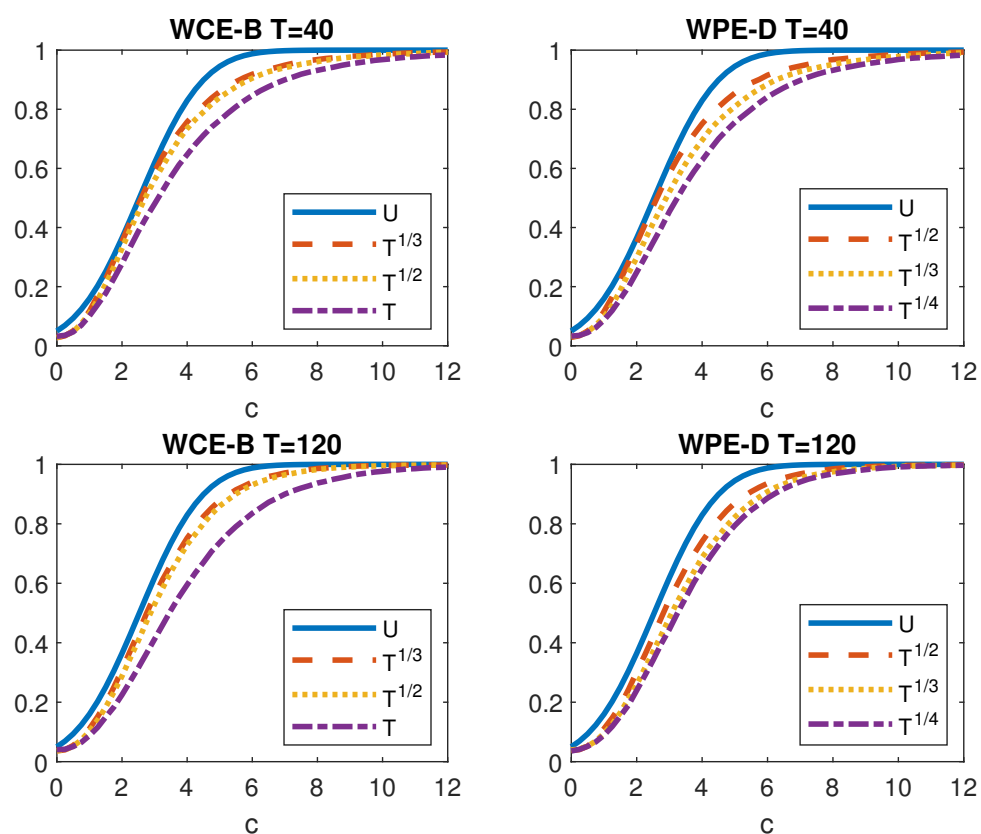 WCE-B T=40
1
0.8
0.6
0.4
0.2
0
U
T^{1/3}
T^{1/2}
T
0 2 4 6 8 10 12
c
WPE-D T=40
1
0.8
0.6
0.4
0.2
0
U
T^{1/2}
T^{1/3}
T^{1/4}
0 2 4 6 8 10 12
c
WCE-B T=120
1
0.8
0.6
0.4
0.2
0
U
T^{1/3}
T^{1/2}
T
0 2 4 6 8 10 12
c
WPE-D T=120
1
0.8
0.6
0.4
0.2
0
U
T^{1/2}
T^{1/3}
T^{1/4}
0 2 4 6 8 10 12
c